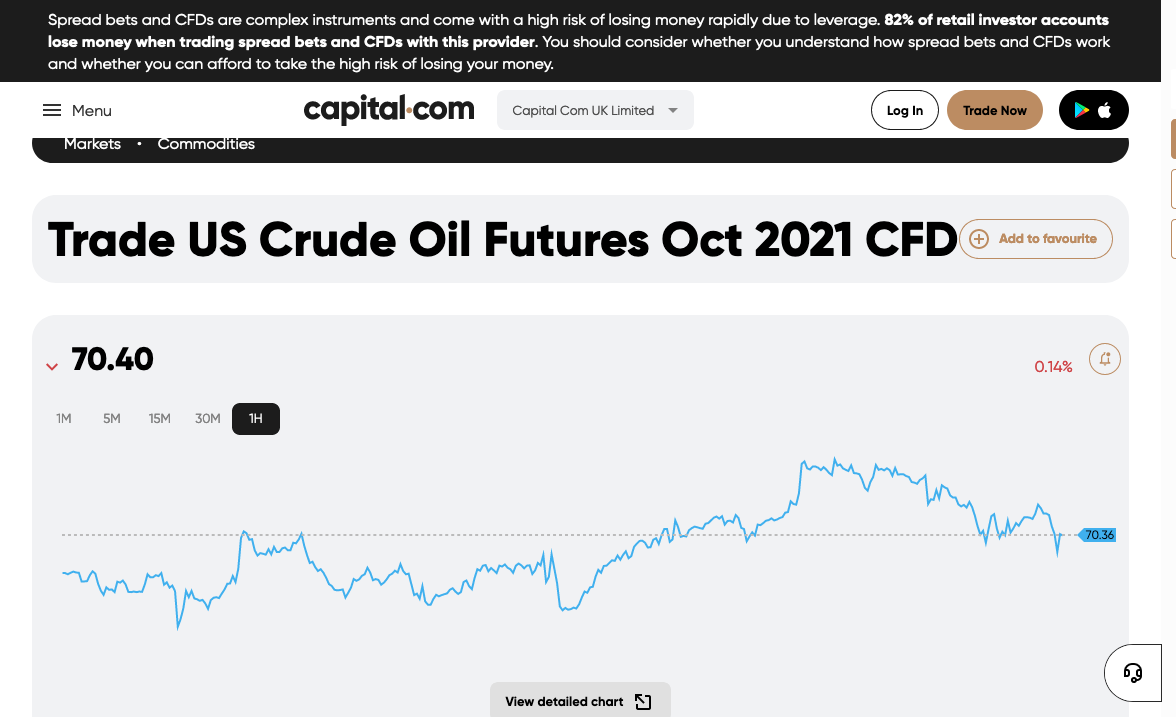 Spread bets and CFDs are complex instruments and come with a high risk of losing money rapidly due to leverage. 82% of retail investor accounts
lose money when trading spread bets and CFDs with this provider. You should consider whether you understand how spread bets and CFDs work
and whether you can afford to take the high risk of losing your money.
Menu
capital.com
Capital Com UK Limited
Log In
Trade Now
Markets • Commodities
Trade US Crude Oil Futures Oct 2021 CFD
Add to favourite
70.40
0.14%
1M 5M 15M 30M 1H
70.36
View detailed chart